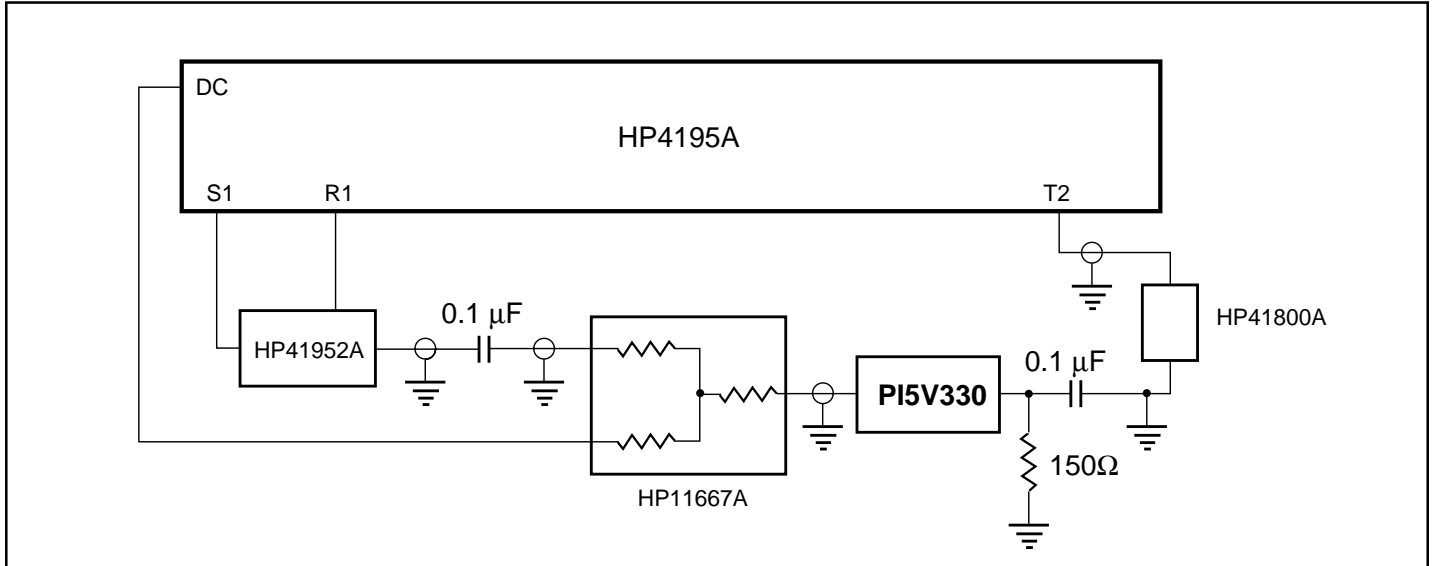 DC
HP4195A
S1
R1
T2
0.1 μF
HP41952A
HP41800A
0.1 μF
PI5V330
150Ω
HP11667A